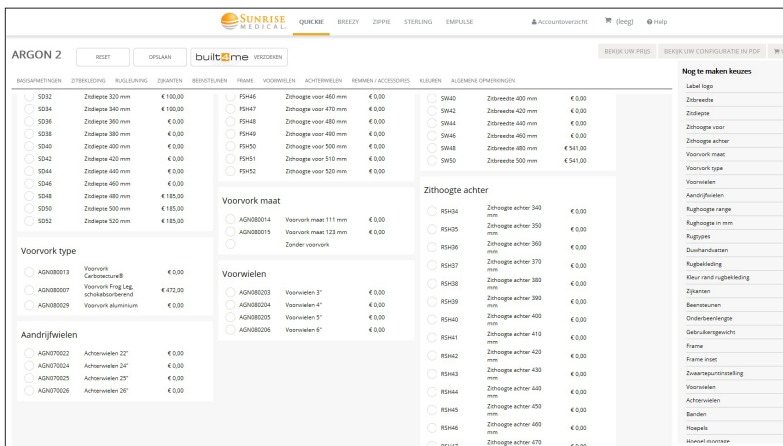 SUNRISE
MEDICAL.
QUICKIE
BREEZY
ZIPPIE
STERLING
EMPULSE
Accountoverzicht
(leeg)
Help
ARGON 2
RESET
OPSLAAN
built4me VERZOEKEN
BEKIJK UW PRIJS
BEKIJK UW CONFIGURATIE IN PDF
BASISAFMETINGEN
ZITBEKLEDING
RUGLEUNING
ZIJKANTEN
BEENSTEUNEN
FRAME
VOORWIELEN
ACHTERWIELEN
REMMEN / ACCESSOIRES
KLEUREN
ALGEMENE OPMERKINGEN
SD32 Zitdiepte 320 mm € 100,00
SD34 Zitdiepte 340 mm € 100,00
SD36 Zitdiepte 360 mm € 0,00
SD38 Zitdiepte 380 mm € 0,00
SD40 Zitdiepte 400 mm € 0,00
SD42 Zitdiepte 420 mm € 0,00
SD44 Zitdiepte 440 mm € 0,00
SD46 Zitdiepte 460 mm € 0,00
SD48 Zitdiepte 480 mm € 185,00
SD50 Zitdiepte 500 mm € 185,00
SD52 Zitdiepte 520 mm € 185,00
Voorvork type
AGN080013 Voorvork Carbotecture® € 0,00
AGN080007 Voorvork Frog Leg, schokabsorberend € 472,00
AGN080029 Voorvork aluminium € 0,00
Aandrijfwielen
AGN070022 Achterwielen 22" € 0,00
AGN070024 Achterwielen 24" € 0,00
AGN070025 Achterwielen 25" € 0,00
AGN070026 Achterwielen 26" € 0,00
FSH46 Zithoogte voor 460 mm € 0,00
FSH47 Zithoogte voor 470 mm € 0,00
FSH48 Zithoogte voor 480 mm € 0,00
FSH49 Zithoogte voor 490 mm € 0,00
FSH50 Zithoogte voor 500 mm € 0,00
FSH51 Zithoogte voor 510 mm € 0,00
FSH52 Zithoogte voor 520 mm € 0,00
Voorvork maat
AGN080014 Voorvork maat 111 mm € 0,00
AGN080015 Voorvork maat 123 mm € 0,00
Zonder voorvork
Voorwielen
AGN080203 Voorwielen 3" € 0,00
AGN080204 Voorwielen 4" € 0,00
AGN080205 Voorwielen 5" € 0,00
AGN080206 Voorwielen 6" € 0,00
SW40 Zitbreedte 400 mm € 0,00
SW42 Zitbreedte 420 mm € 0,00
SW44 Zitbreedte 440 mm € 0,00
SW46 Zitbreedte 460 mm € 0,00
SW48 Zitbreedte 480 mm € 541,00
SW50 Zitbreedte 500 mm € 541,00
Zithoogte achter
RSH34 Zithoogte achter 340 mm € 0,00
RSH35 Zithoogte achter 350 mm € 0,00
RSH36 Zithoogte achter 360 mm € 0,00
RSH37 Zithoogte achter 370 mm € 0,00
RSH38 Zithoogte achter 380 mm € 0,00
RSH39 Zithoogte achter 390 mm € 0,00
RSH40 Zithoogte achter 400 mm € 0,00
RSH41 Zithoogte achter 410 mm € 0,00
RSH42 Zithoogte achter 420 mm € 0,00
RSH43 Zithoogte achter 430 mm € 0,00
RSH44 Zithoogte achter 440 mm € 0,00
RSH45 Zithoogte achter 450 mm € 0,00
RSH46 Zithoogte achter 460 mm € 0,00
Zithoogte achter 470
Nog te maken keuzes
Label logo
Zitbreedte
Zitdiepte
Zithoogte voor
Zithoogte achter
Voorvork maat
Voorvork type
Voorwielen
Aandrijfwielen
Rughoogte range
Rughoogte in mm
Rugtypes
Duwhandvatten
Rugbekleding
Kleur rand rugbekleding
Zijkanten
Beensteunen
Onderbeenlengte
Gebruikersgewicht
Frame
Frame inset
Zwaartepuntinstelling
Voorwielen
Achterwielen
Banden
Hoepels
Hoepel montage